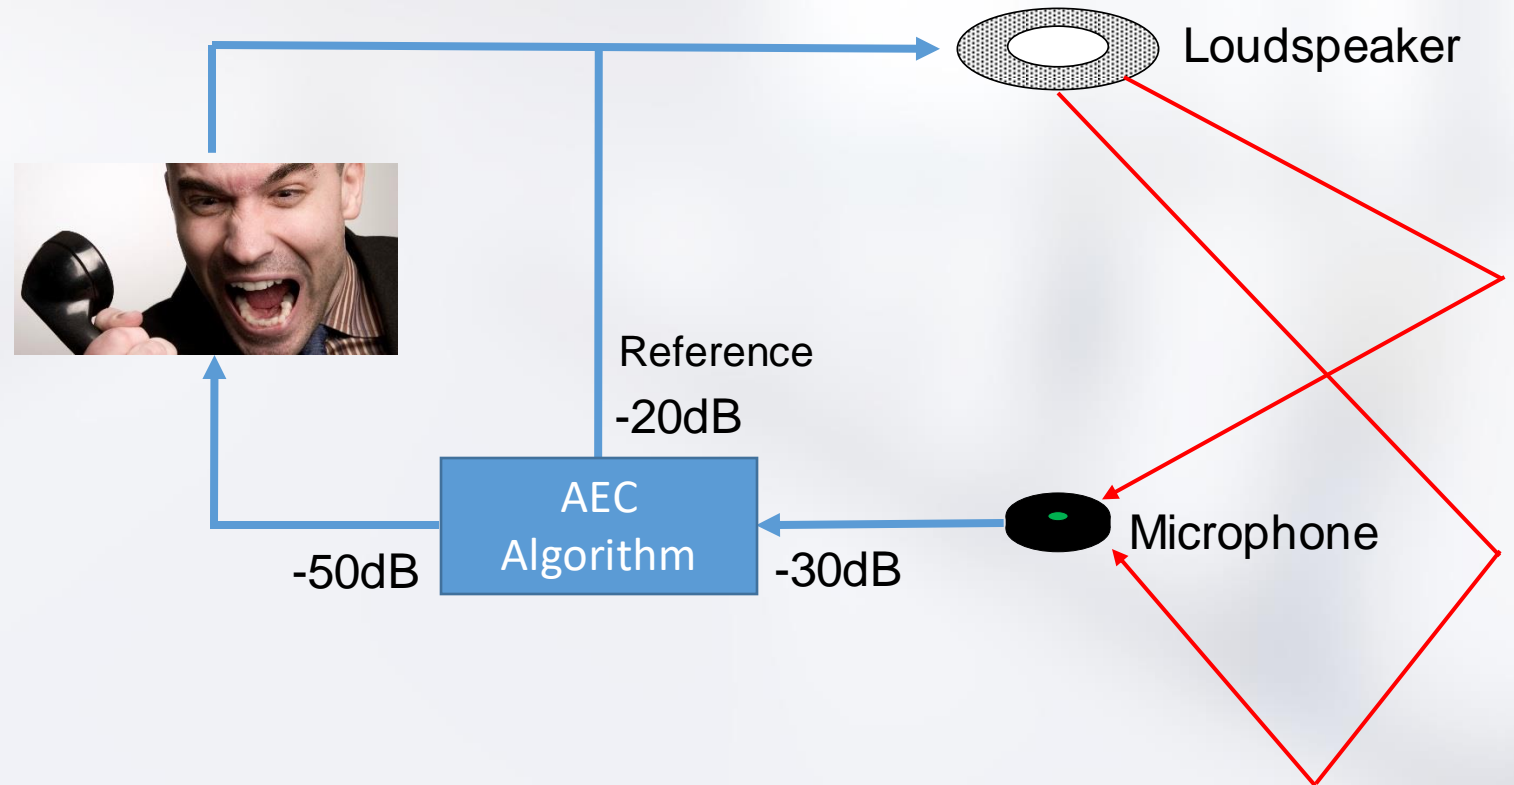 Loudspeaker
Reference
-20dB
AEC
Algorithm
-50dB
-30dB
Microphone